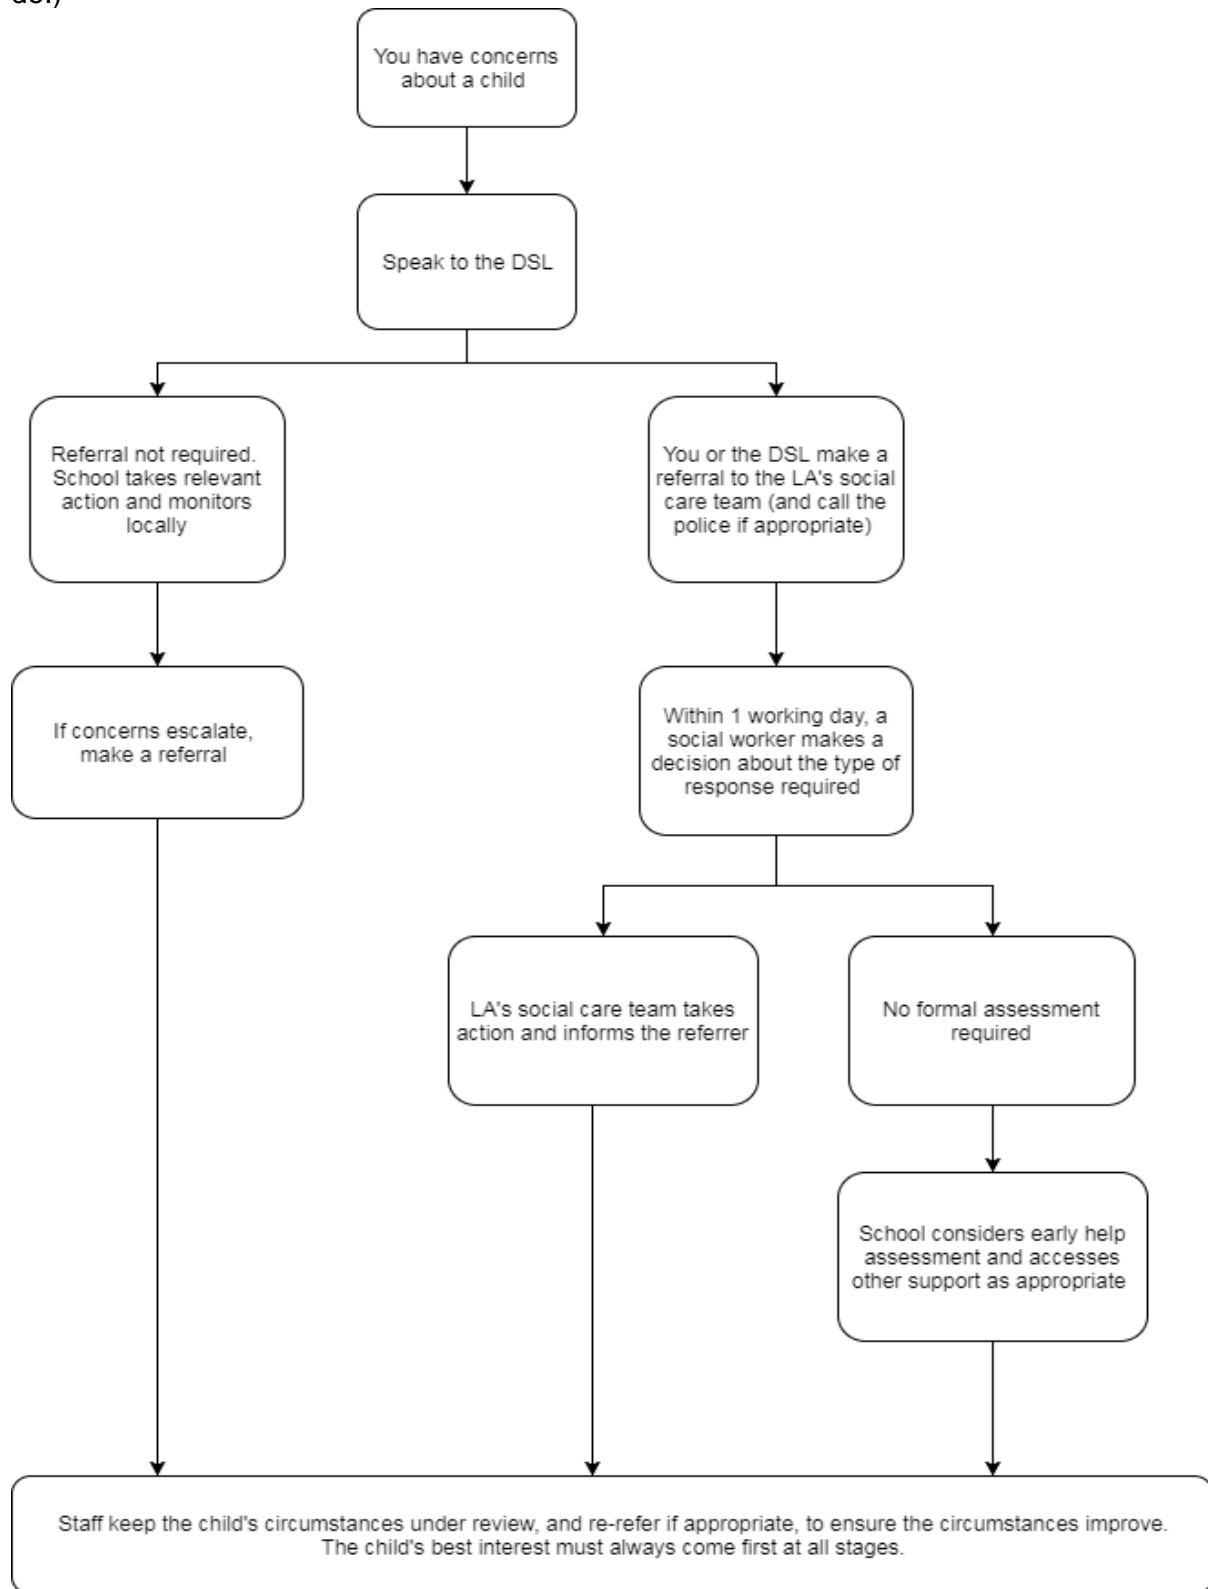 You have concerns
about a child
Speak to the DSL
Referral not required.
School takes relevant
action and monitors
locally
You or the DSL make a
referral to the LA's social
care team (and call the
police if appropriate)
If concerns escalate,
make a referral
Within 1 working day, a
social worker makes a
decision about the type of
response required
LA's social care team takes
action and informs the referrer
No formal assessment
required
School considers early help
assessment and accesses
other support as appropriate
Staff keep the child's circumstances under review, and re-refer if appropriate, to ensure the circumstances improve.
The child's best interest must always come first at all stages.